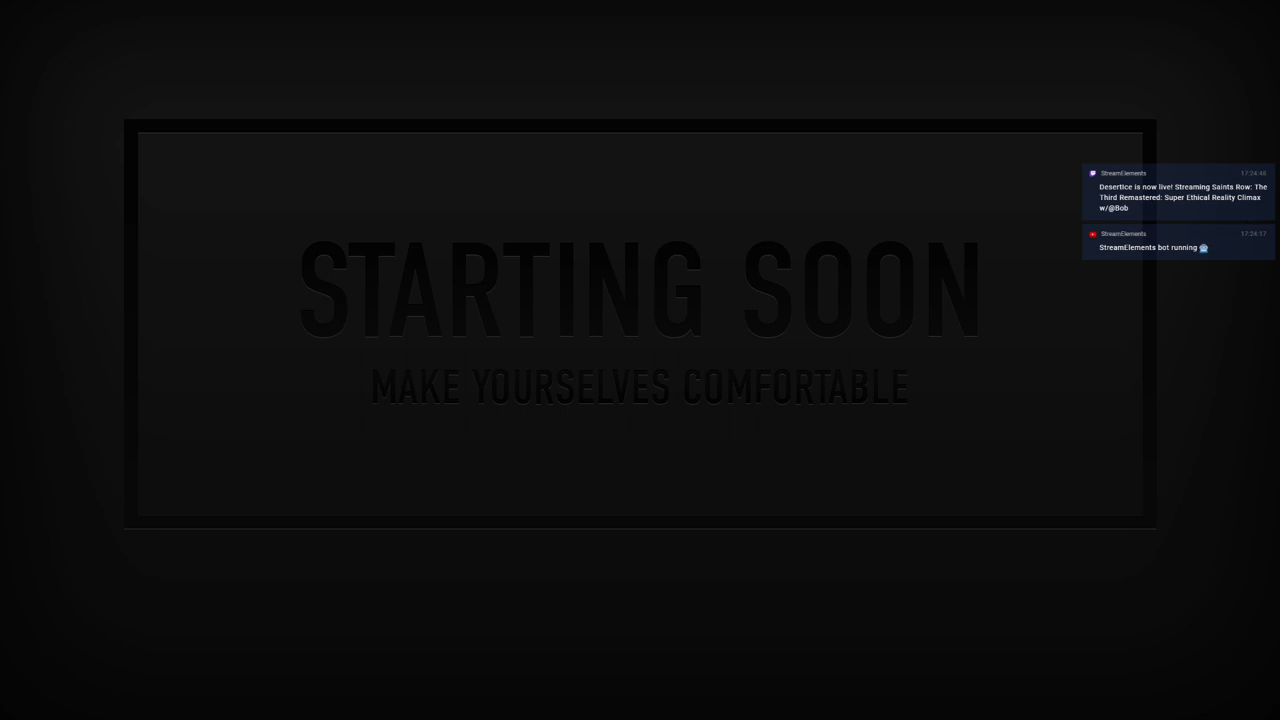 STARTING SOON
MAKE YOURSELVES COMFORTABLE
StreamElements 17:24:48
Desertice is now live! Streaming Saints Row: The
Third Remastered: Super Ethical Reality Climax
w/@Bob
StreamElements 17:24:17
StreamElements bot running